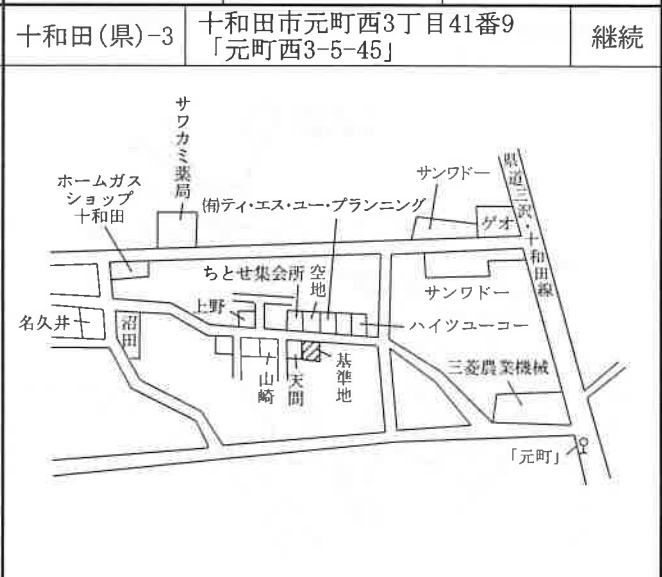 十和田(県)-3
十和田市元町西3丁目41番9
「元町西3-5-45」
継続
サワカミ薬局
ホームガス
ショップ
十和田
㈲ティ・エス・ユー・プランニング
サンワドー
ゲオ
県道三沢・十和田線
ちとせ集会所
空地
サンワドー
上野
名久井
沼田
ハイツユーコー
山崎
天間
基準地
三菱農業機械
「元町」